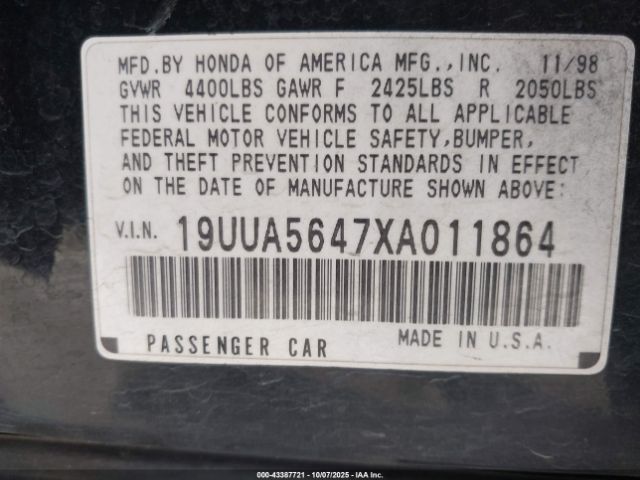 MFD.BY HONDA OF AMERICA MFG.,INC. 11/98
GVWR 4400LBS GAWR F 2425LBS R 2050LBS
THIS VEHICLE CONFORMS TO ALL APPLICABLE
FEDERAL MOTOR VEHICLE SAFETY,BUMPER,
AND THEFT PREVENTION STANDARDS IN EFFECT
ON THE DATE OF MANUFACTURE SHOWN ABOVE:
V.I.N. 19UUA5647XA011864
PASSENGER CAR MADE IN U.S.A.
000-43387721 - 10/07/2025 - IAA Inc.